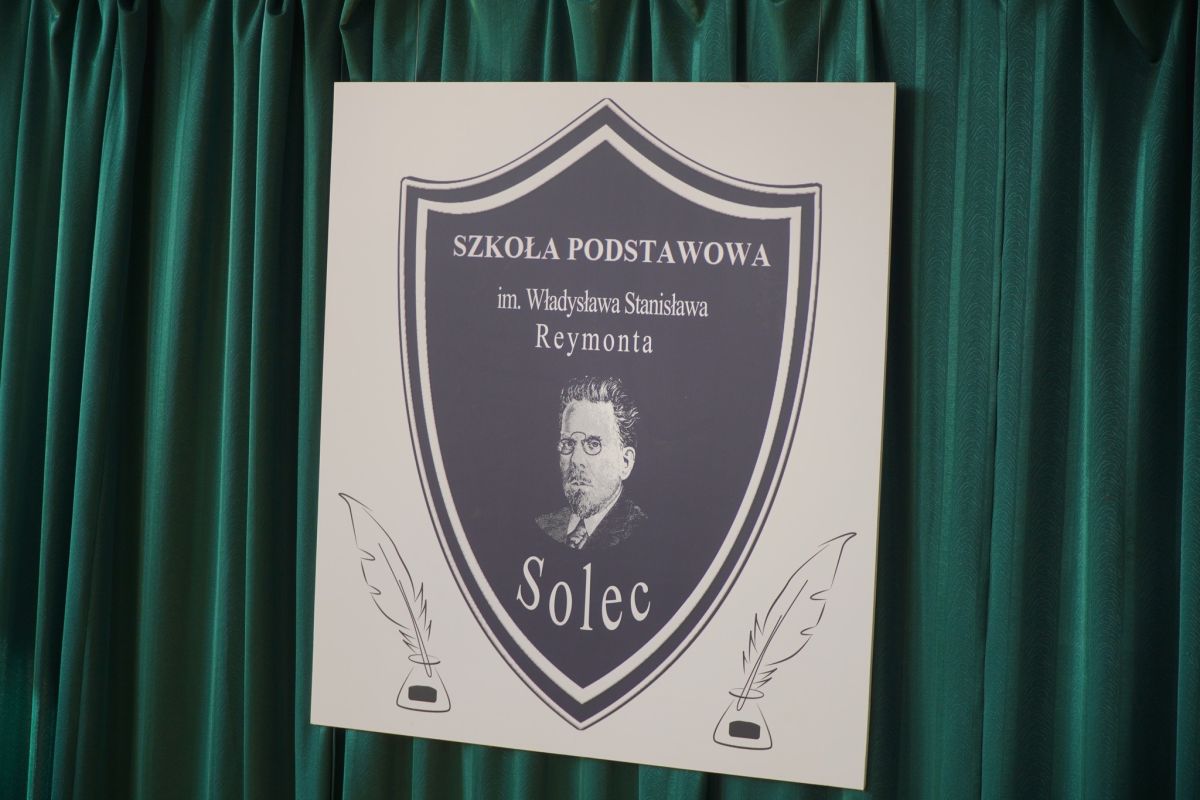 SZKOŁA PODSTAWOWA
im. Władysława Stanisława
Reymonta
Solec